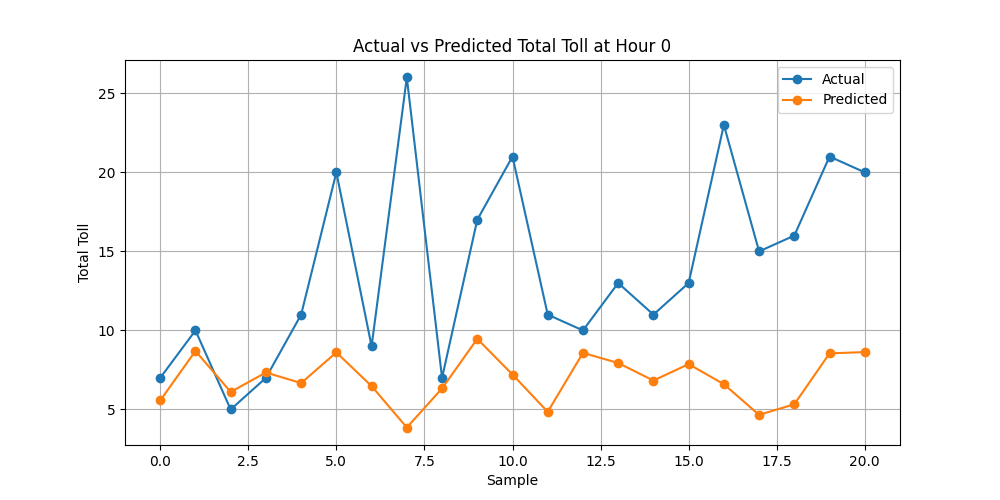 Actual vs Predicted Total Toll at Hour 0
Actual
Predicted
Total Toll
25
20
15
10
5
0.0 2.5 5.0 7.5 10.0 12.5 15.0 17.5 20.0
Sample